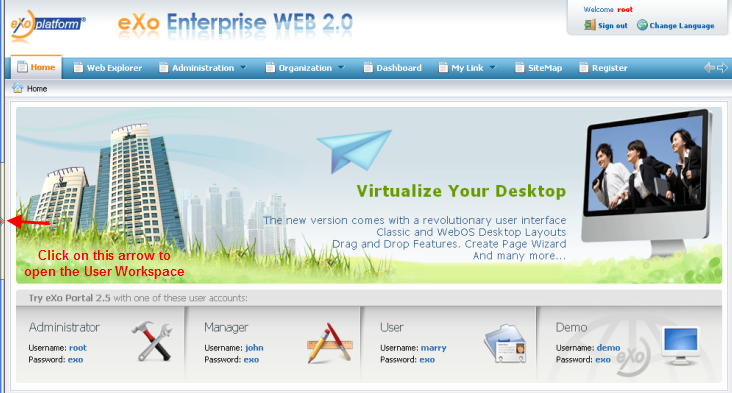 eXo platform®
eXo Enterprise WEB 2.0
Welcome root
Sign out Change Language
Home Web Explorer Administration Organization Dashboard My Link SiteMap Register
Home
Virtualize Your Desktop
The new version comes with a revolutionary user interface
Classic and WebOS Desktop Layouts
Drag and Drop Features. Create Page Wizard
And many more...
Click on this arrow to
open the User Workspace
Try eXo Portal 2.5 with one of these user accounts:
Administrator
Username: root
Password: exo
Manager
Username: john
Password: exo
User
Username: marry
Password: exo
Demo
Username: demo
Password: exo
eXo